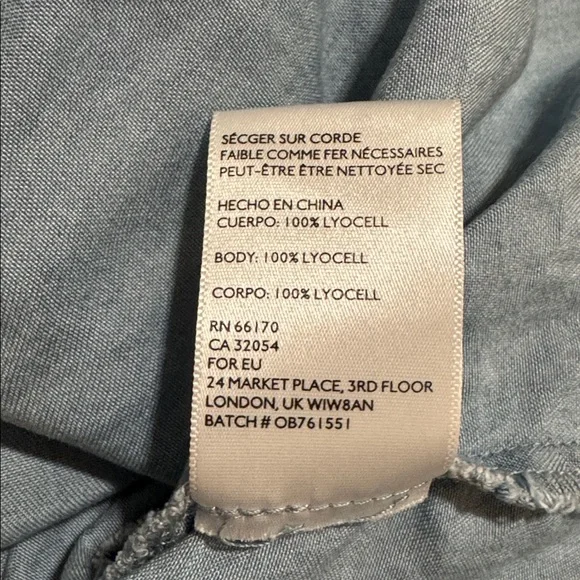 SÉCGER SUR CORDE
FAIBLE COMME FER NÉCESSAIRES
PEUT-ÊTRE ÊTRE NETTOYÉE SEC
HECHO EN CHINA
CUERPO: 100% LYOCELL
BODY: 100% LYOCELL
CORPO: 100% LYOCELL
RN 66170
CA 32054
FOR EU
24 MARKET PLACE, 3RD FLOOR
LONDON, UK WIW8AN
BATCH # OB761551